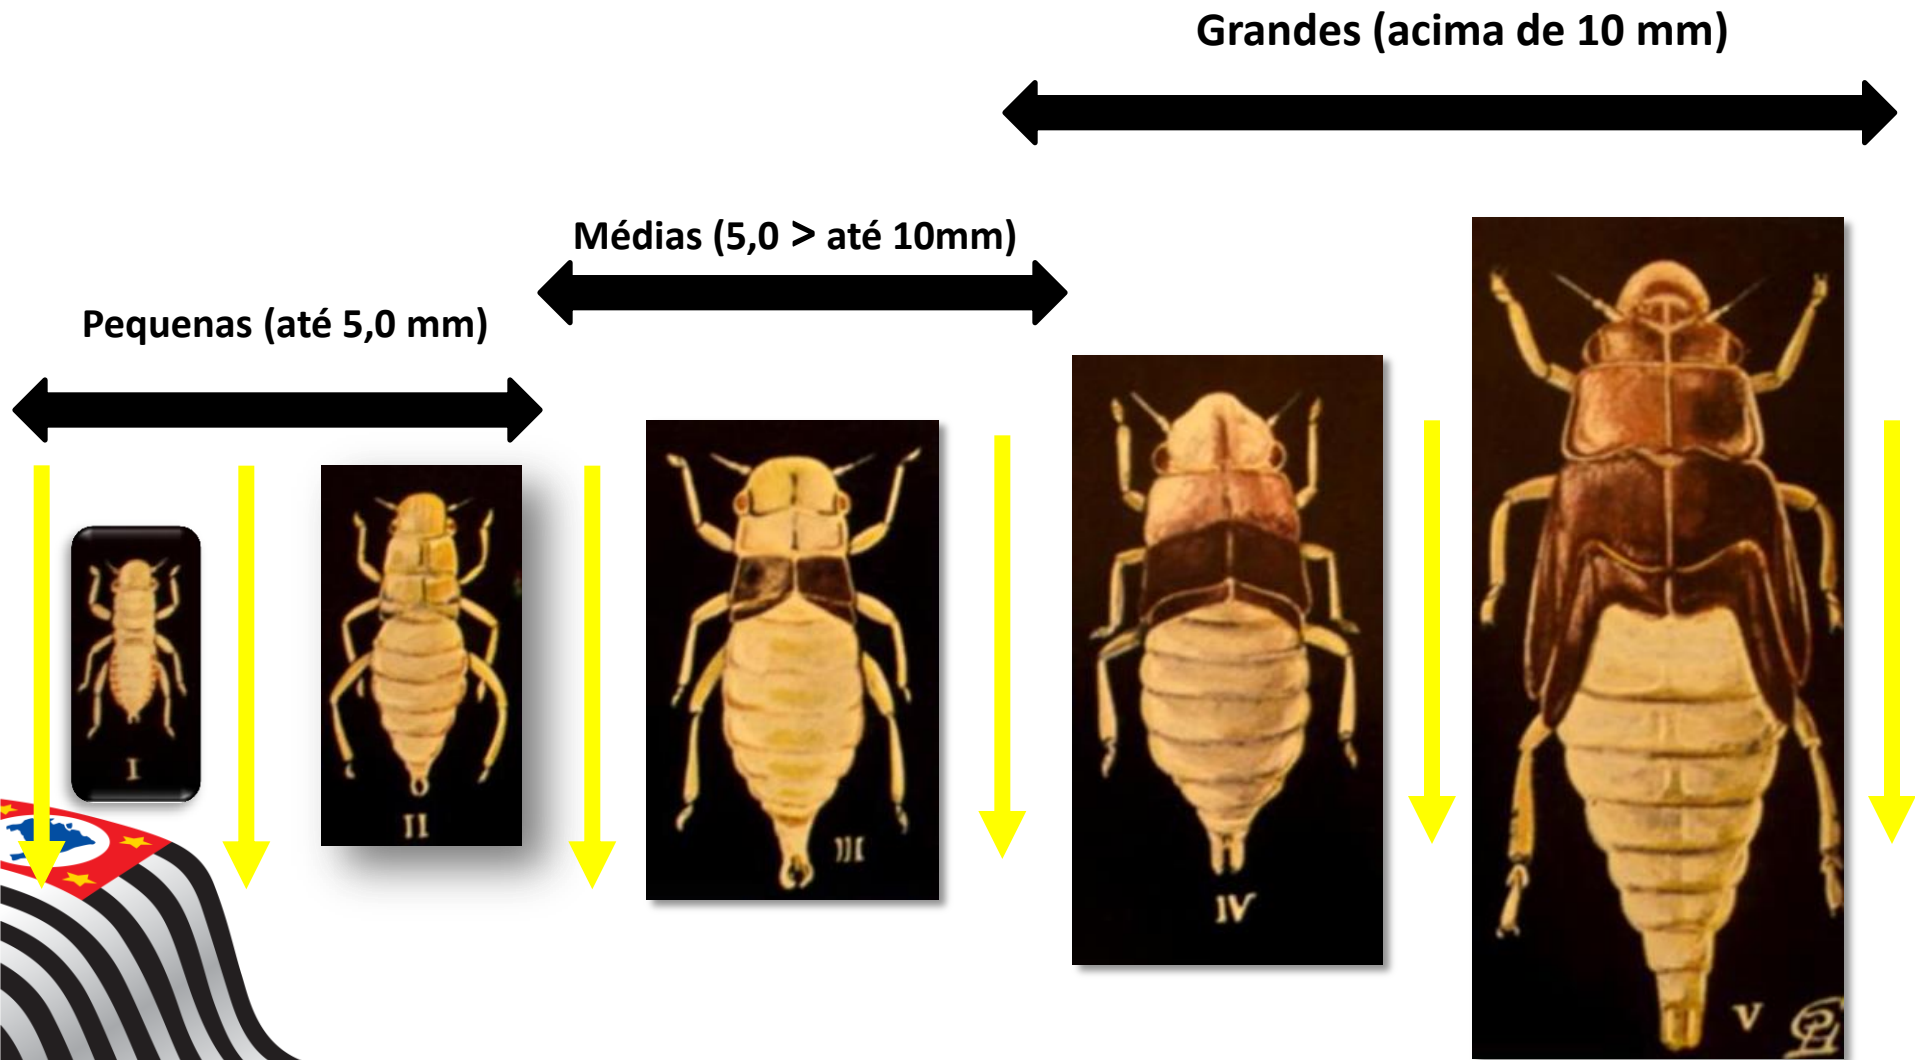 Grandes (acima de 10 mm)
Médias (5,0 > até 10mm)
Pequenas (até 5,0 mm)
I
II
III
IV
V